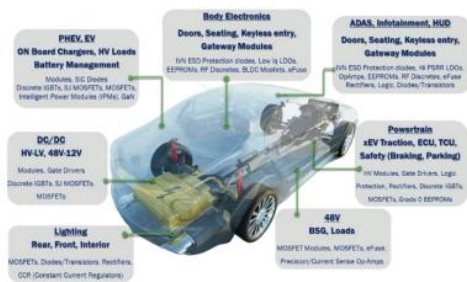 PHEV, EV
ON Board Chargers, HV Loads
Battery Management
Modules, SiC Diodes
Discrete IGBTs, SJ MOSFETs, MOSFETs,
Intelligent Power Modules (IPMs), GaN
Body Electronics
Doors, Seating, Keyless entry,
Gateway Modules
IVN ESD Protection diodes, Low Iq LDOs,
EEPROMs, RF Discretes, BLDC Mosfets, eFuse
ADAS, Infotainment, HUD
Doors, Seating, Keyless entry,
Gateway Modules
IVN ESD Protection diodes, Hi PSRR LDOs,
OpAmps, EEPROMs, RF Discretes, eFuse
Rectifiers, Logic, Diodes/Transistors
DC/DC
HV-LV, 48V-12V
Modules, Gate Drivers
Discrete IGBTs, SJ MOSFETs,
MOSFETs
Powertrain
xEV Traction, ECU, TCU,
Safety (Braking, Parking)
HV Modules, Gate Drivers, Logic
Protection, Rectifiers, Discrete IGBTs,
MOSFETs, Grade 0 EEPROMs
Lighting
Rear, Front, Interior
MOSFETs, Diodes/Transistors, Rectifiers,
CCR (Constant Current Regulators)
48V
BSG, Loads
MOSFET Modules, MOSFETs, eFuse,
Precision/Current Sense Op-Amps